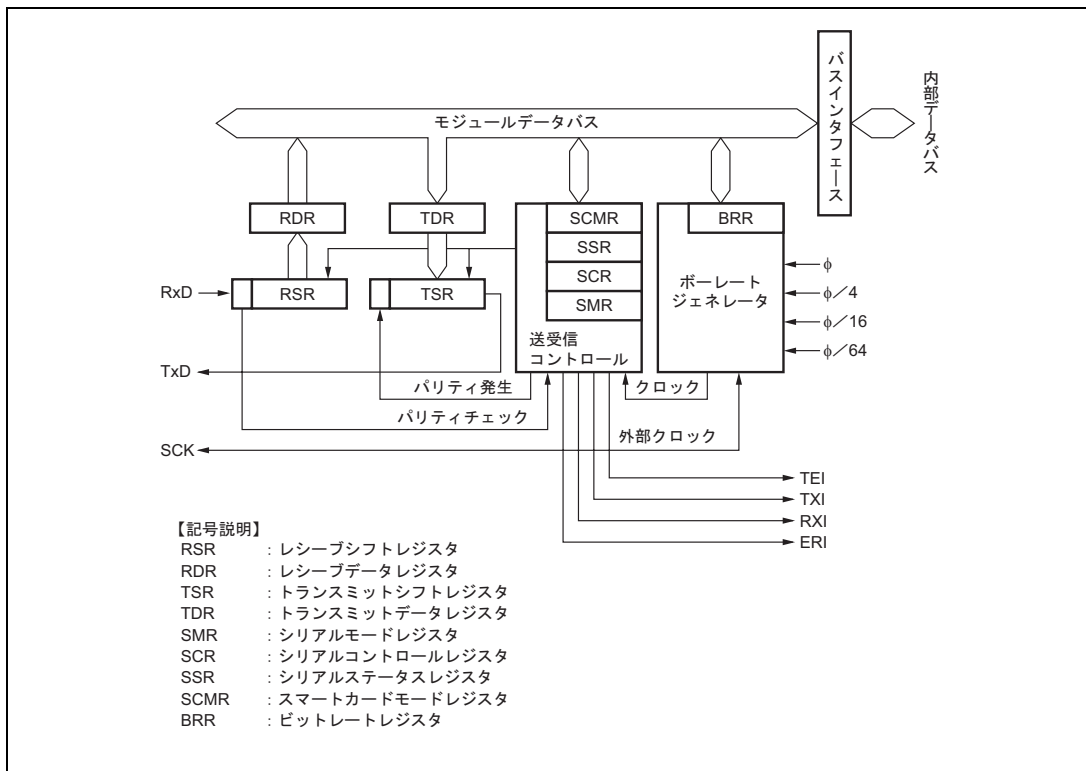 バスインタフェース
内部データバス
モジュールデータバス
RDR
TDR
SCMR
BRR
SSR
SCR
SMR
RxD
RSR
TSR
ボーレート
ジェネレータ
φ
φ/4
φ/16
φ/64
送受信
コントロール
TxD
パリティ発生
クロック
パリティチェック
外部クロック
SCK
TEI
TXI
RXI
ERI
【記号説明】
RSR : レシーブシフトレジスタ
RDR : レシーブデータレジスタ
TSR : トランスミットシフトレジスタ
TDR : トランスミットデータレジスタ
SMR : シリアルモードレジスタ
SCR : シリアルコントロールレジスタ
SSR : シリアルステータスレジスタ
SCMR : スマートカードモードレジスタ
BRR : ビットレートレジスタ